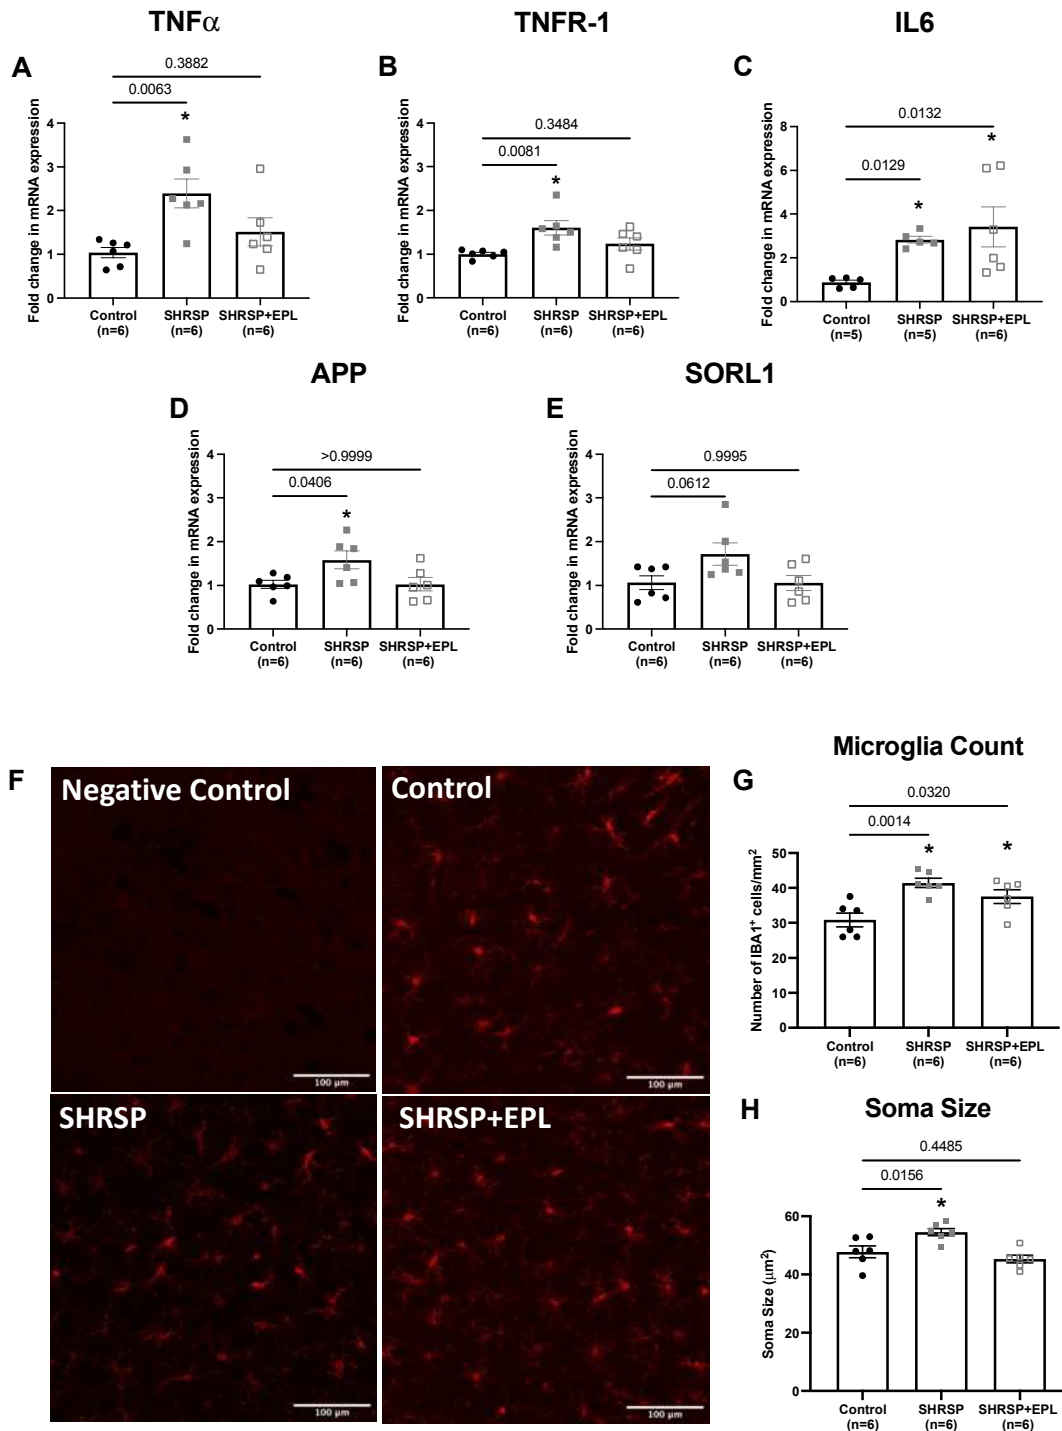 TNFα
TNFR-1
IL6
A
0.3882
0.0063
*
Fold change in mRNA expression
4
3
2
1
0
Control
(n=6)
SHRSP
(n=6)
SHRSP+EPL
(n=6)
B
0.3484
0.0081
*
Fold change in mRNA expression
4
3
2
1
0
Control
(n=6)
SHRSP
(n=6)
SHRSP+EPL
(n=6)
C
0.0132
0.0129
*
*
Fold change in mRNA expression
8
6
4
2
0
Control
(n=5)
SHRSP
(n=5)
SHRSP+EPL
(n=6)
APP
SORL1
D
>0.9999
0.0406
*
Fold change in mRNA expression
4
3
2
1
0
Control
(n=6)
SHRSP
(n=6)
SHRSP+EPL
(n=6)
E
0.9995
0.0612
Fold change in mRNA expression
4
3
2
1
0
Control
(n=6)
SHRSP
(n=6)
SHRSP+EPL
(n=6)
F
Negative Control
100 μm
Control
100 μm
SHRSP
100 μm
SHRSP+EPL
100 μm
Microglia Count
G
0.0320
0.0014
*
*
Number of IBA1⁺ cells/mm²
50
40
30
20
10
0
Control
(n=6)
SHRSP
(n=6)
SHRSP+EPL
(n=6)
H
Soma Size
0.4485
0.0156
*
Soma Size (μm²)
60
40
20
0
Control
(n=6)
SHRSP
(n=6)
SHRSP+EPL
(n=6)